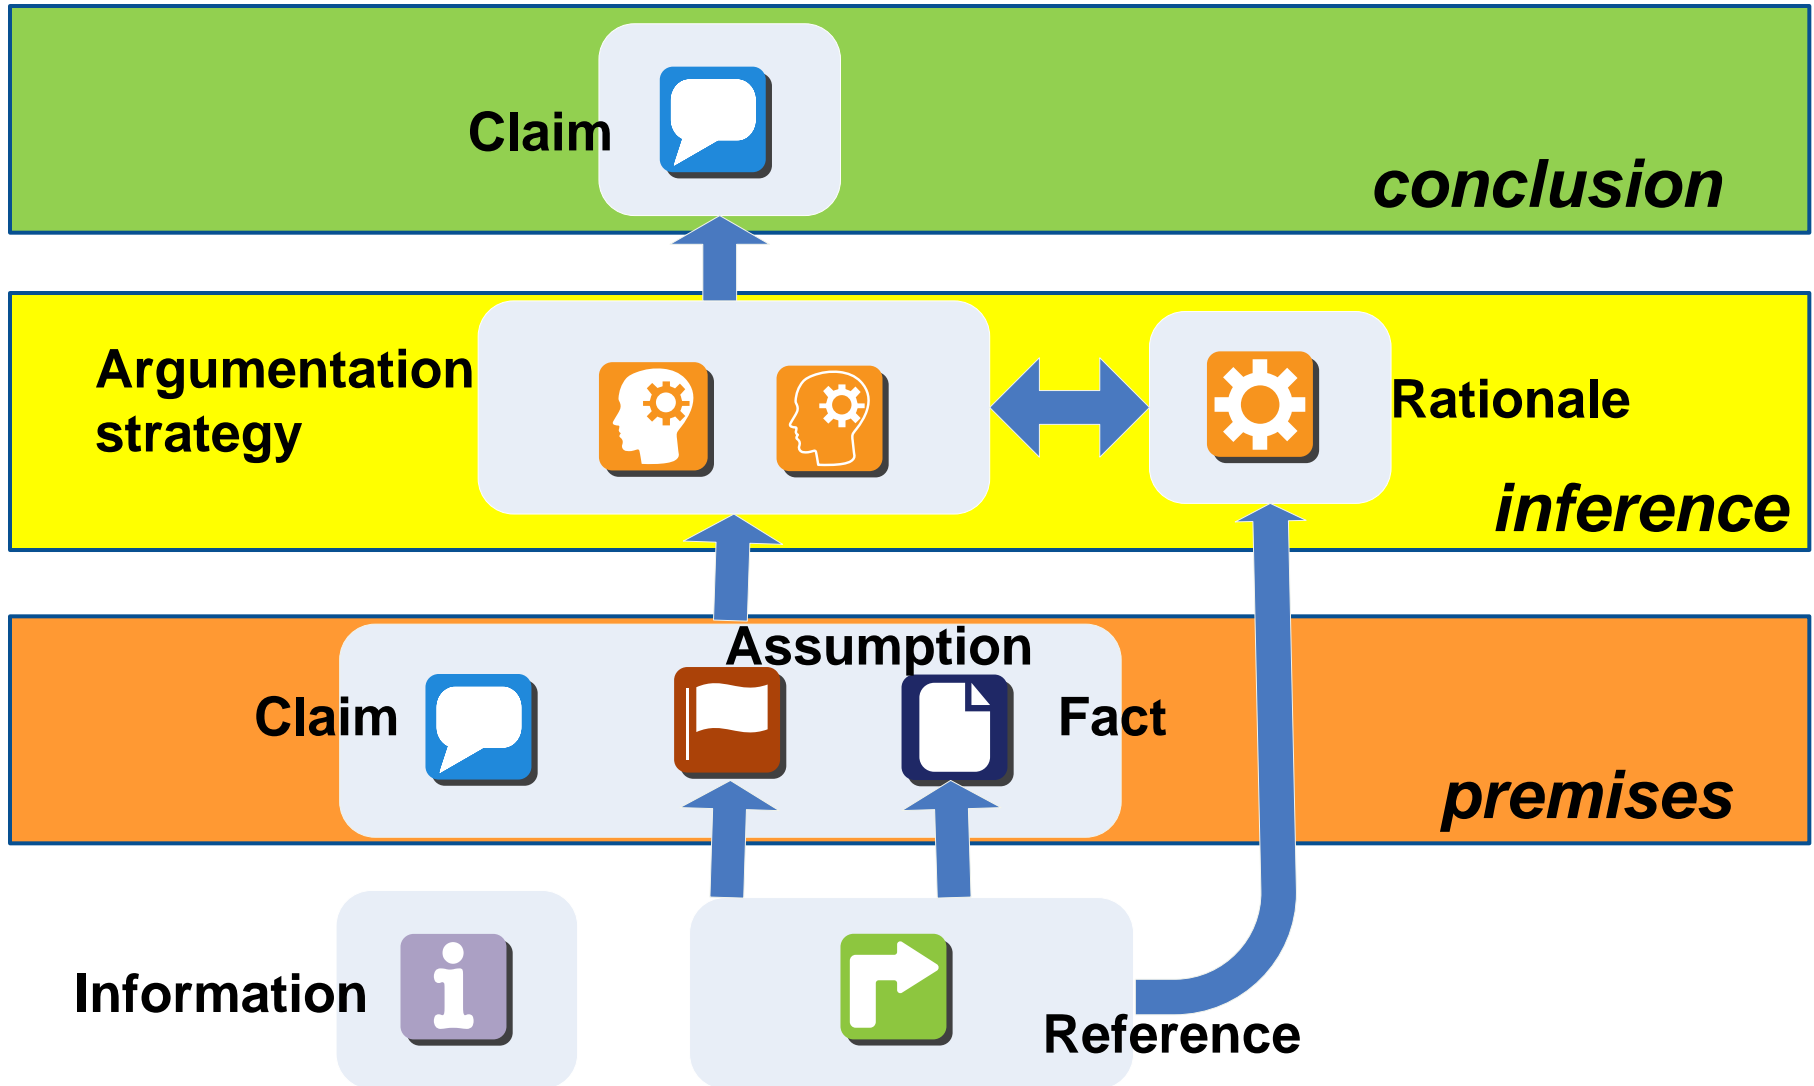 Claim
conclusion
Argumentation
strategy
Rationale
inference
Assumption
Claim
Fact
premises
Information
Reference